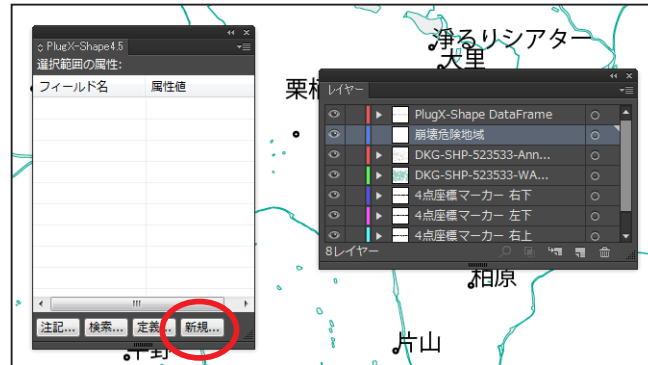 浄るりシアター
大里
栗栖
PlugX-Shape4.5
選択範囲の属性:
フィールド名 属性値
注記... 検索... 定義... 新規...
レイヤー
PlugX-Shape DataFrame
崩壊危険地域
DKG-SHP-523533-Ann...
DKG-SHP-523533-WA...
4点座標マーカー 右下
4点座標マーカー 左下
4点座標マーカー 右上
8レイヤー
柏原
片山
平野